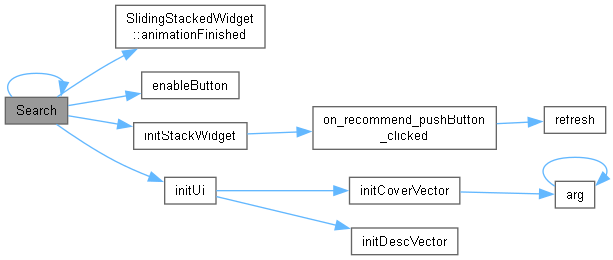 SlidingStackedWidget
::animationFinished
enableButton
Search
initStackWidget
on_recommend_pushButton
_clicked
refresh
initUi
initCoverVector
arg
initDescVector